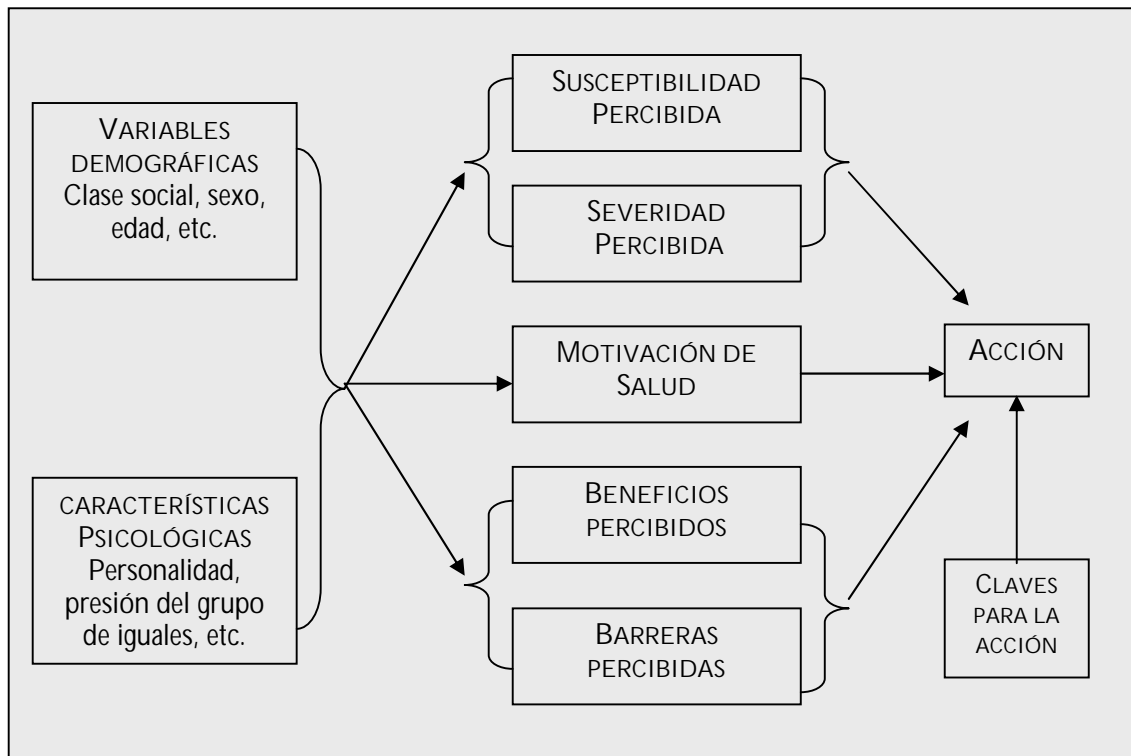 VARIABLES
DEMOGRÁFICAS
Clase social, sexo,
edad, etc.
CARACTERÍSTICAS
PSICOLÓGICAS
Personalidad,
presión del grupo
de iguales, etc.
SUSCEPTIBILIDAD
PERCIBIDA
SEVERIDAD
PERCIBIDA
MOTIVACIÓN DE
SALUD
BENEFICIOS
PERCIBIDOS
BARRERAS
PERCIBIDAS
ACCIÓN
CLAVES
PARA LA
ACCIÓN